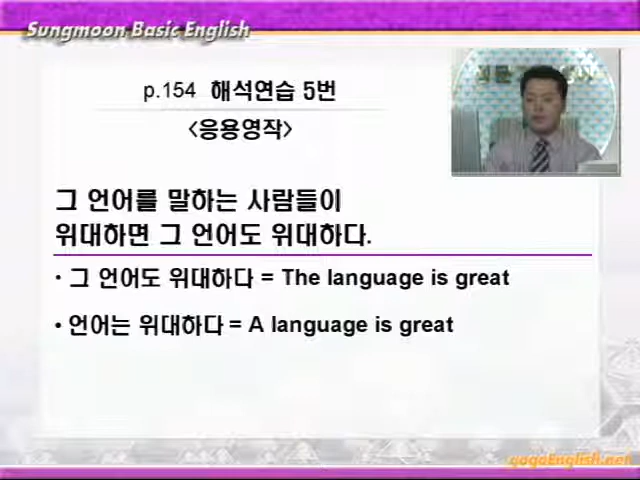 Sungmoon Basic English
p.154 해석연습 5번
<응용영작>
그 언어를 말하는 사람들이
위대하면 그 언어도 위대하다.
• 그 언어도 위대하다 = The language is great
• 언어는 위대하다 = A language is great
gogoEnglish.net